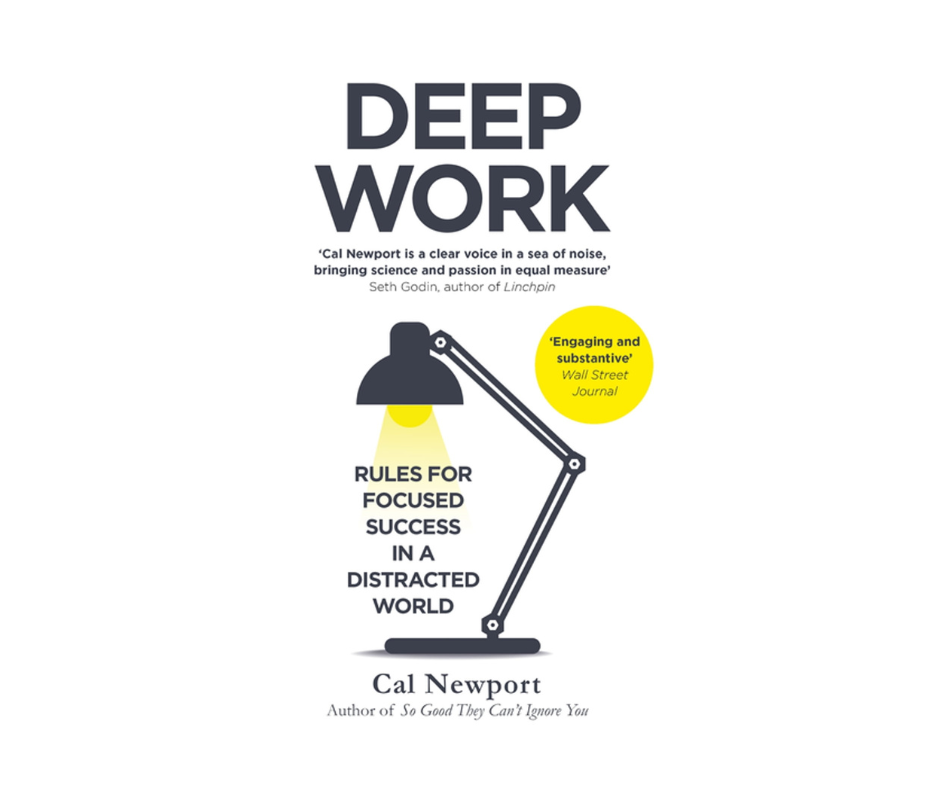 DEEP
WORK
‘Cal Newport is a clear voice in a sea of noise,
bringing science and passion in equal measure’
Seth Godin, author of Linchpin
‘Engaging and
substantive’
Wall Street
Journal
RULES FOR
FOCUSED
SUCCESS
IN A
DISTRACTED
WORLD
Cal Newport
Author of So Good They Can’t Ignore You